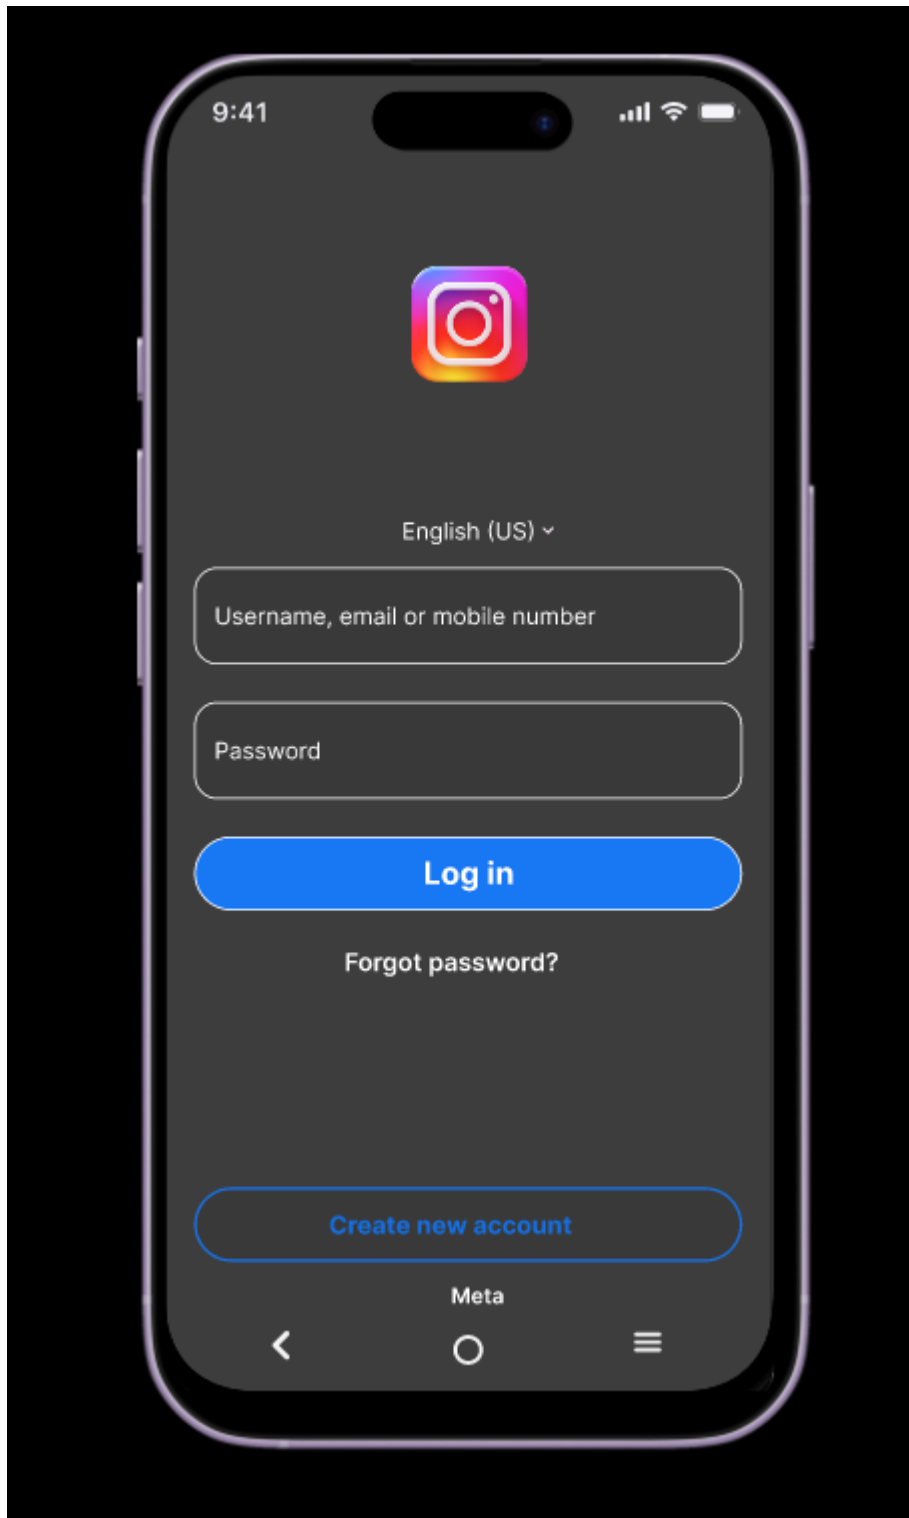 9:41
English (US)
Username, email or mobile number
Password
Log in
Forgot password?
Create new account
Meta